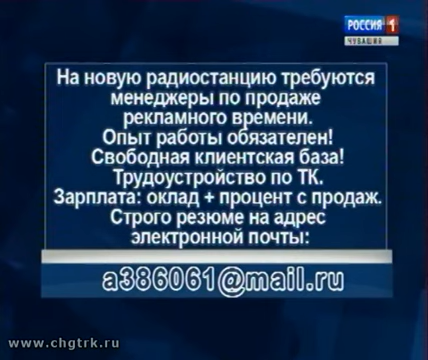 РОССИЯ 1
ЧУВАШИЯ
На новую радиостанцию требуются
менеджеры по продаже
рекламного времени.
Опыт работы обязателен!
Свободная клиентская база!
Трудоустройство по ТК.
Зарплата: оклад + процент с продаж.
Строго резюме на адрес
электронной почты:
a386061@mail.ru
www.chgtrk.ru